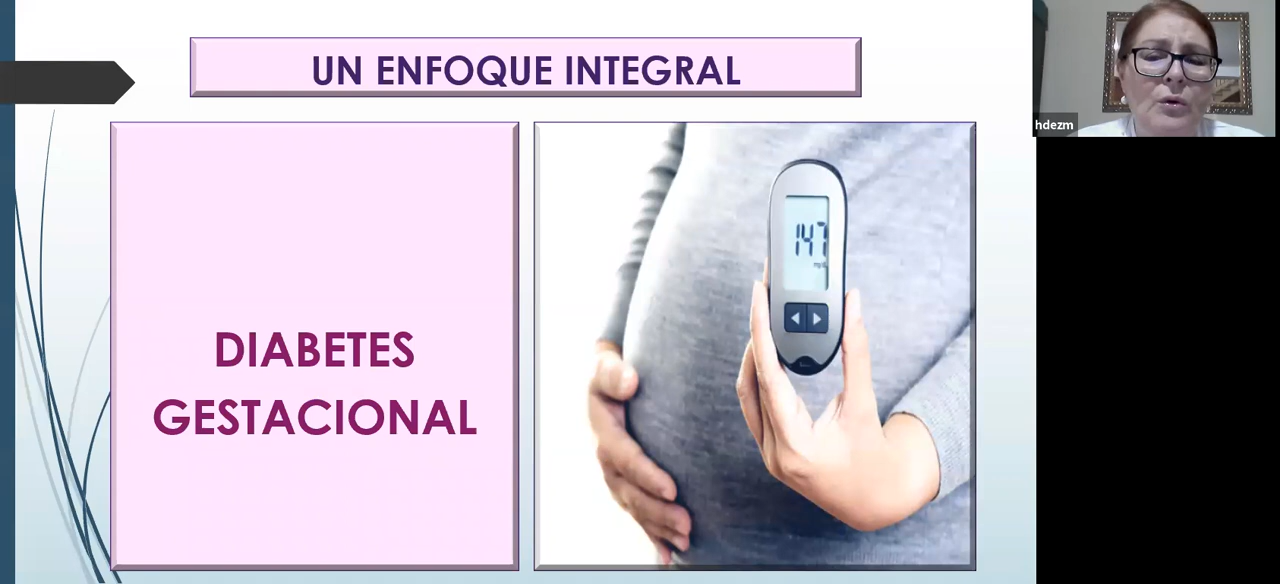 UN ENFOQUE INTEGRAL
hdezm
DIABETES
GESTACIONAL
147